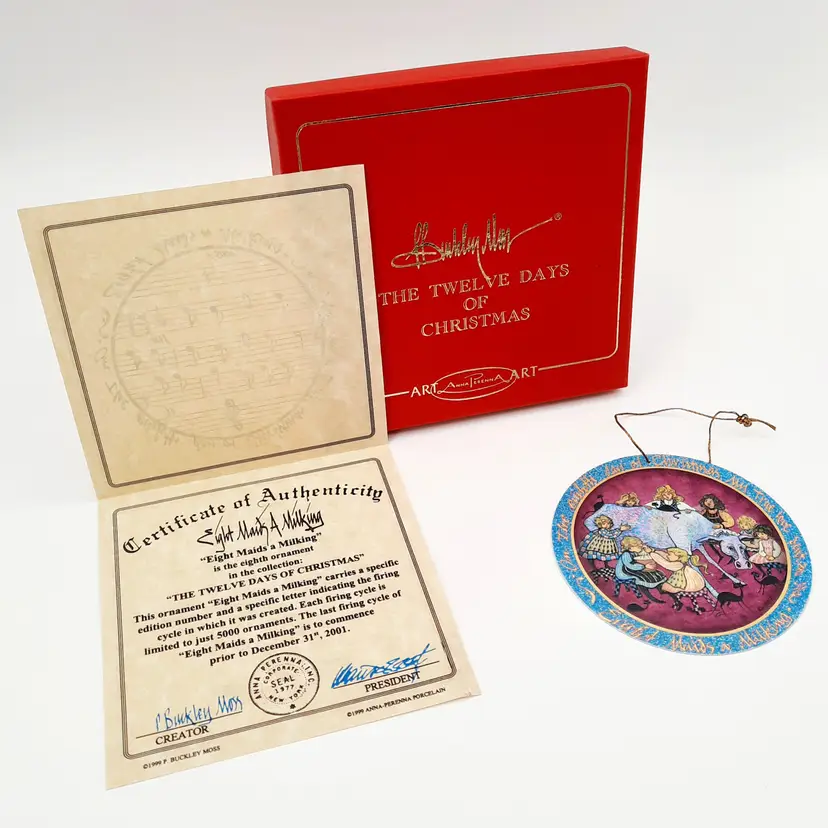 P Buckley Moss ®
THE TWELVE DAYS
OF
CHRISTMAS
ART ANNA PERENNA ART
Certificate of Authenticity
Eight Maids A Milking
"Eight Maids a Milking"
is the eighth ornament
in the collection:
"THE TWELVE DAYS OF CHRISTMAS"
This ornament "Eight Maids a Milking" carries a specific
edition number and a specific letter indicating the firing
cycle in which it was created. Each firing cycle is
limited to just 5000 ornaments. The last firing cycle of
"Eight Maids a Milking" is to commence
prior to December 31st, 2001.
ANNA PERENNA, INC.
CORPORATE
SEAL
1977
NEW YORK
P Buckley Moss
CREATOR
PRESIDENT
©1999 P. BUCKLEY MOSS
©1999 ANNA-PERENNA PORCELAIN
Day of Christmas My
Eight Maids a Milking